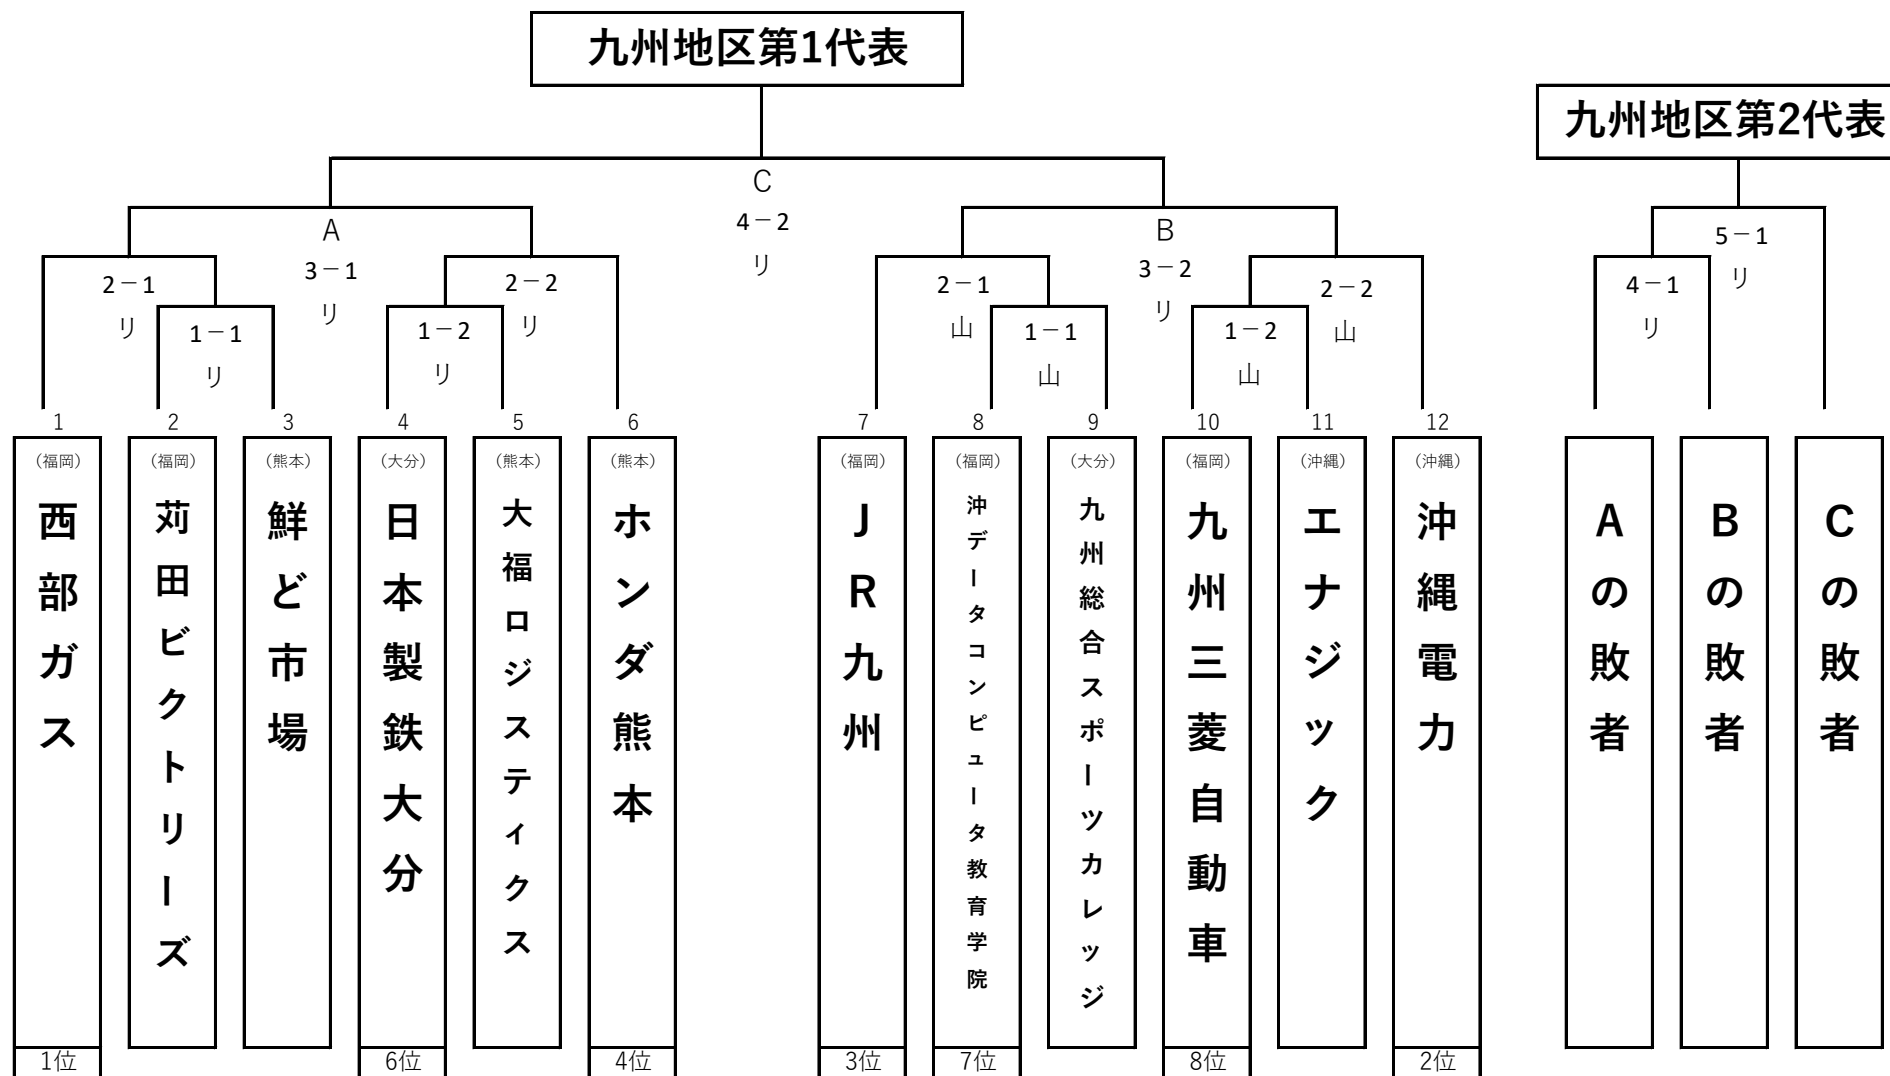 九州地区第1代表
九州地区第2代表
C
4－2
リ
A
3－1
リ
B
3－2
リ
5－1
リ
2－1
リ
2－2
リ
2－1
山
2－2
山
4－1
リ
1－1
リ
1－2
リ
1－1
山
1－2
山
1
2
3
4
5
6
7
8
9
10
11
12
（福岡）
西部ガス
1位
（福岡）
苅田ビクトリーズ
（熊本）
鮮ど市場
（大分）
日本製鉄大分
6位
（熊本）
大福ロジスティクス
（熊本）
ホンダ熊本
4位
（福岡）
JR九州
3位
（福岡）
沖データコンピュータ教育学院
7位
（大分）
九州総合スポーツカレッジ
（福岡）
九州三菱自動車
8位
（沖縄）
エナジック
（沖縄）
沖縄電力
2位
Aの敗者
Bの敗者
Cの敗者